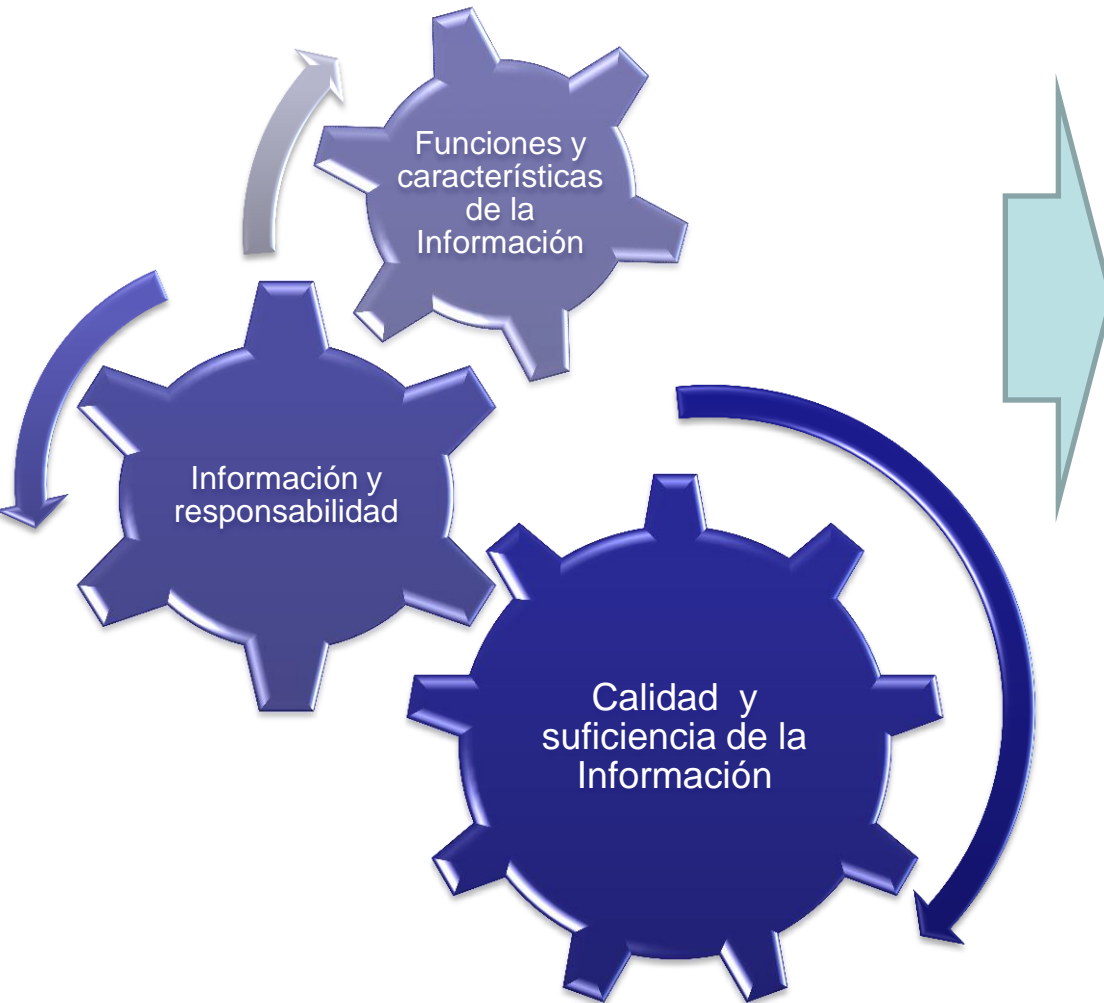 Funciones y
características
de la
Información
Información y
responsabilidad
Calidad y
suficiencia de la
Información